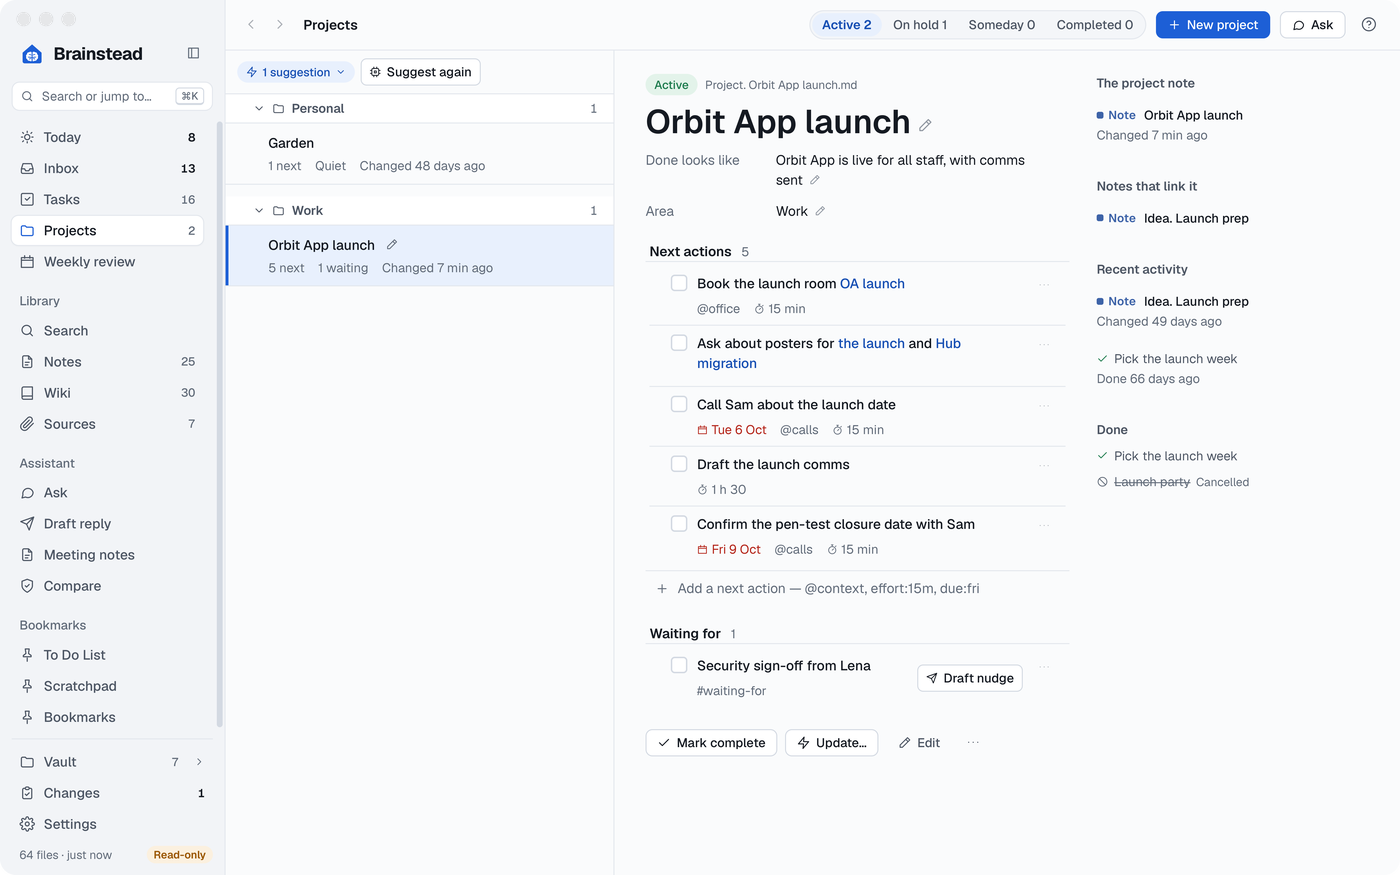 Brainstead
Search or jump to... ⌘K
Today 8
Inbox 13
Tasks 16
Projects 2
Weekly review
Library
Search
Notes 25
Wiki 30
Sources 7
Assistant
Ask
Draft reply
Meeting notes
Compare
Bookmarks
To Do List
Scratchpad
Bookmarks
Vault 7
Changes 1
Settings
64 files · just now Read-only
Projects
Active 2 On hold 1 Someday 0 Completed 0
New project
Ask
1 suggestion
Suggest again
Personal 1
Garden
1 next Quiet Changed 48 days ago
Work 1
Orbit App launch
5 next 1 waiting Changed 7 min ago
Active Project. Orbit App launch.md
Orbit App launch
Done looks like Orbit App is live for all staff, with comms
sent
Area Work
Next actions 5
Book the launch room OA launch
@office 15 min
Ask about posters for the launch and Hub
migration
Call Sam about the launch date
Tue 6 Oct @calls 15 min
Draft the launch comms
1 h 30
Confirm the pen-test closure date with Sam
Fri 9 Oct @calls 15 min
Add a next action — @context, effort:15m, due:fri
Waiting for 1
Security sign-off from Lena
#waiting-for
Draft nudge
Mark complete
Update...
Edit
The project note
Note Orbit App launch
Changed 7 min ago
Notes that link it
Note Idea. Launch prep
Recent activity
Note Idea. Launch prep
Changed 49 days ago
Pick the launch week
Done 66 days ago
Done
Pick the launch week
Launch party Cancelled